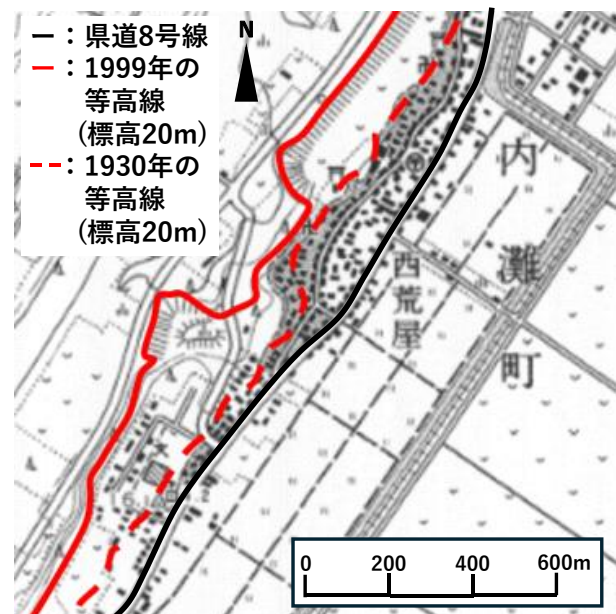 ー：県道8号線
ー：1999年の
等高線
(標高20m)
--：1930年の
等高線
(標高20m)
N
内灘町
西荒屋
0 200 400 600m